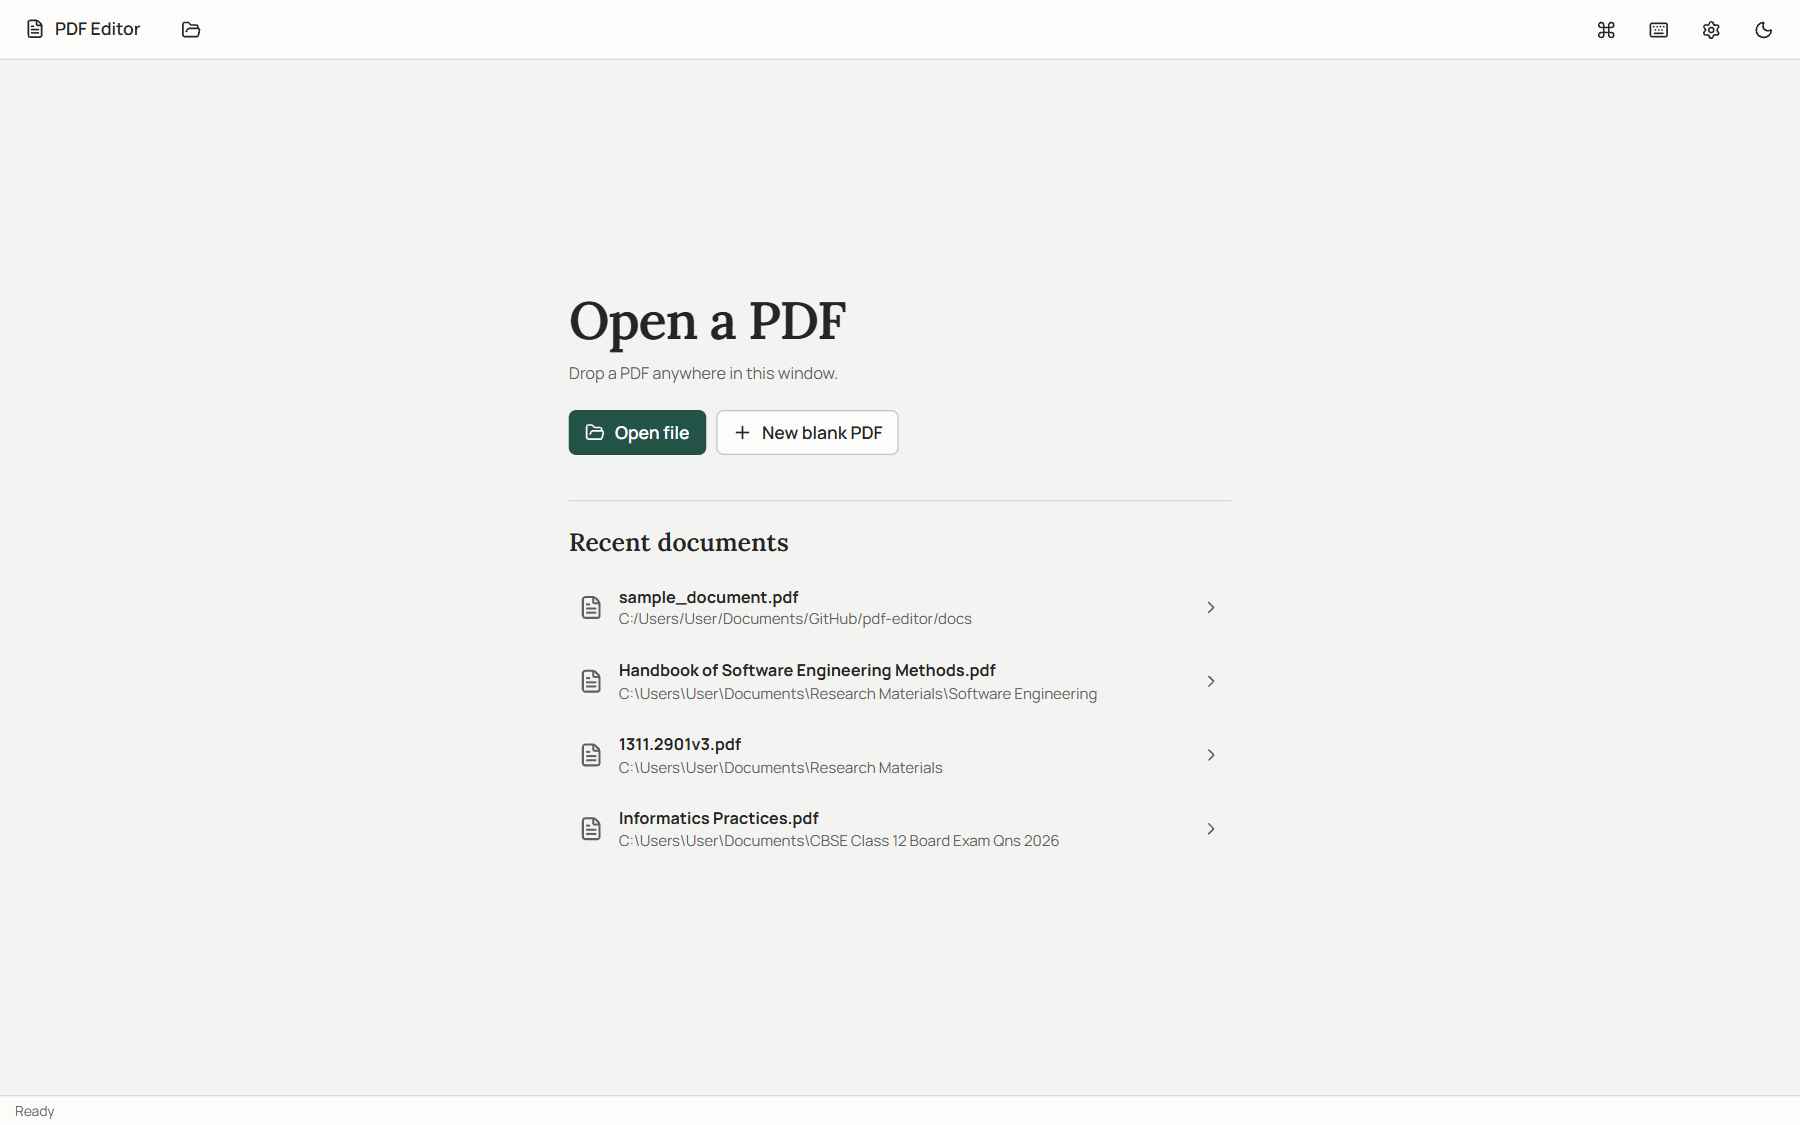 PDF Editor
Open a PDF
Drop a PDF anywhere in this window.
Open file
New blank PDF
Recent documents
sample_document.pdf
C:/Users/User/Documents/GitHub/pdf-editor/docs
Handbook of Software Engineering Methods.pdf
C:\Users\User\Documents\Research Materials\Software Engineering
1311.2901v3.pdf
C:\Users\User\Documents\Research Materials
Informatics Practices.pdf
C:\Users\User\Documents\CBSE Class 12 Board Exam Qns 2026
Ready